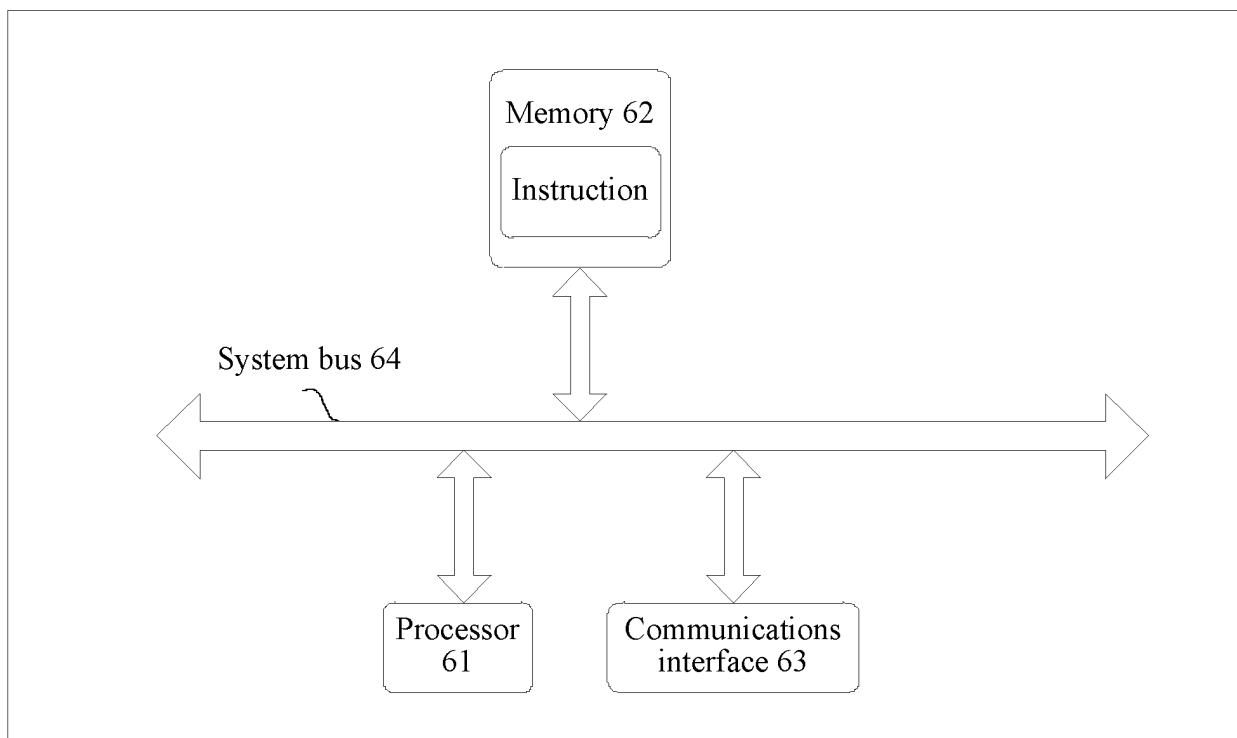 Memory 62
Instruction
System bus 64
Processor
61
Communications
interface 63